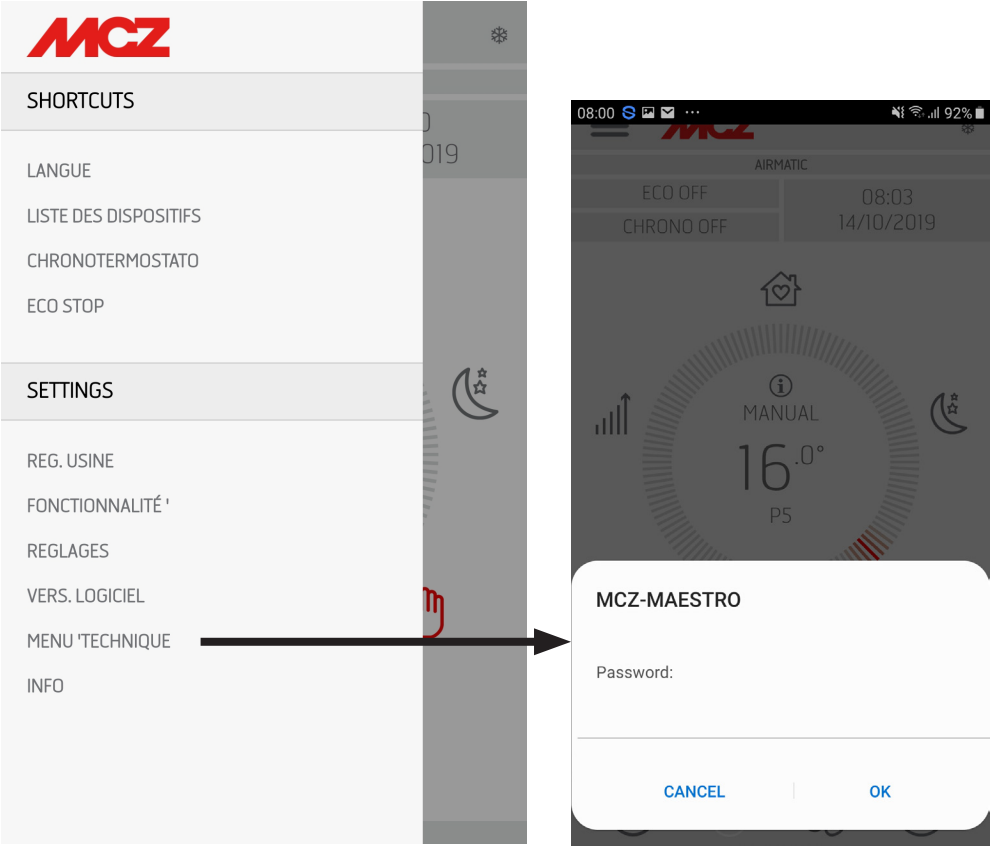 MCZ
SHORTCUTS
LANGUE
LISTE DES DISPOSITIFS
CHRONOTERMOSTATO
ECO STOP
SETTINGS
REG. USINE
FONCTIONNALITÉ '
REGLAGES
VERS. LOGICIEL
MENU 'TECHNIQUE
INFO
019
08:00 92%
MCZ
AIRMATIC
ECO OFF
CHRONO OFF
08:03
14/10/2019
MANUAL
16.0°
P5
MCZ-MAESTRO
Password:
CANCEL OK